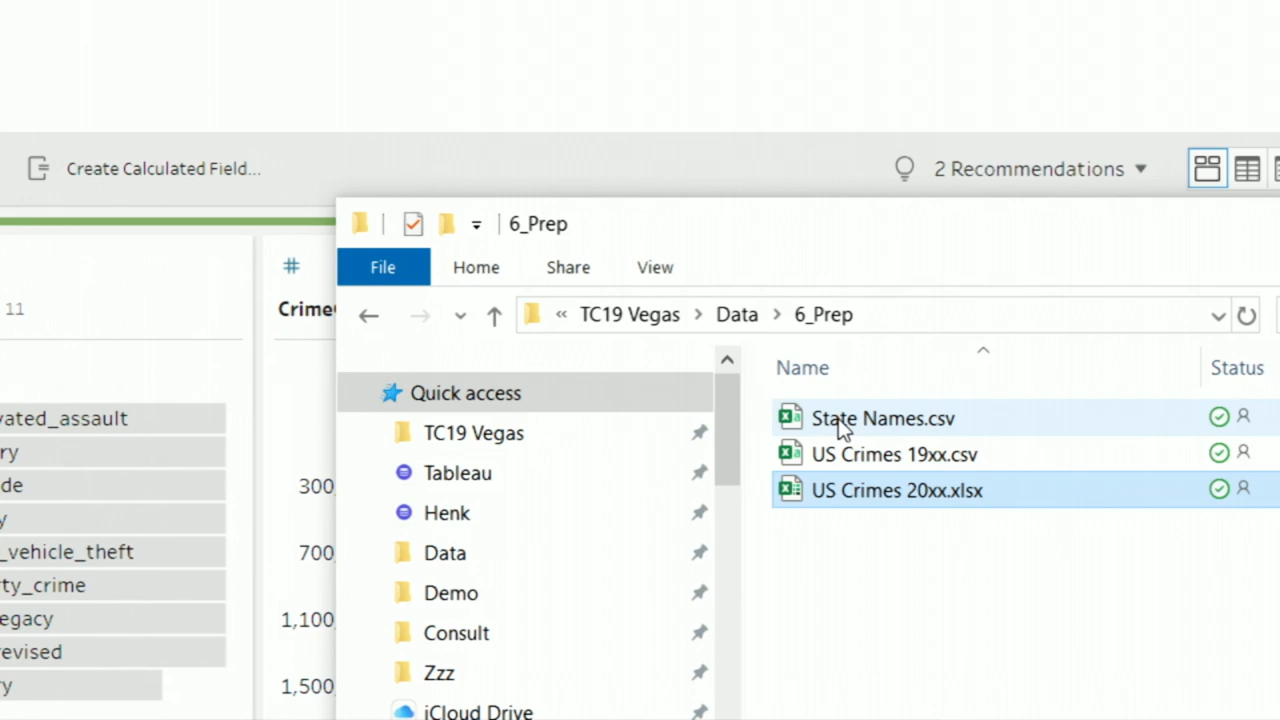 Create Calculated Field...
2 Recommendations
6_Prep
File Home Share View
11
Crime
« TC19 Vegas > Data > 6_Prep
Name Status
Quick access
TC19 Vegas
Tableau
Henk
Data
Demo
Consult
Zzz
iCloud Drive
State Names.csv
US Crimes 19xx.csv
US Crimes 20xx.xlsx
vated_assault
ry
de
y
_vehicle_theft
ty_crime
egacy
evised
y
300,
700,
1,100,
1,500,